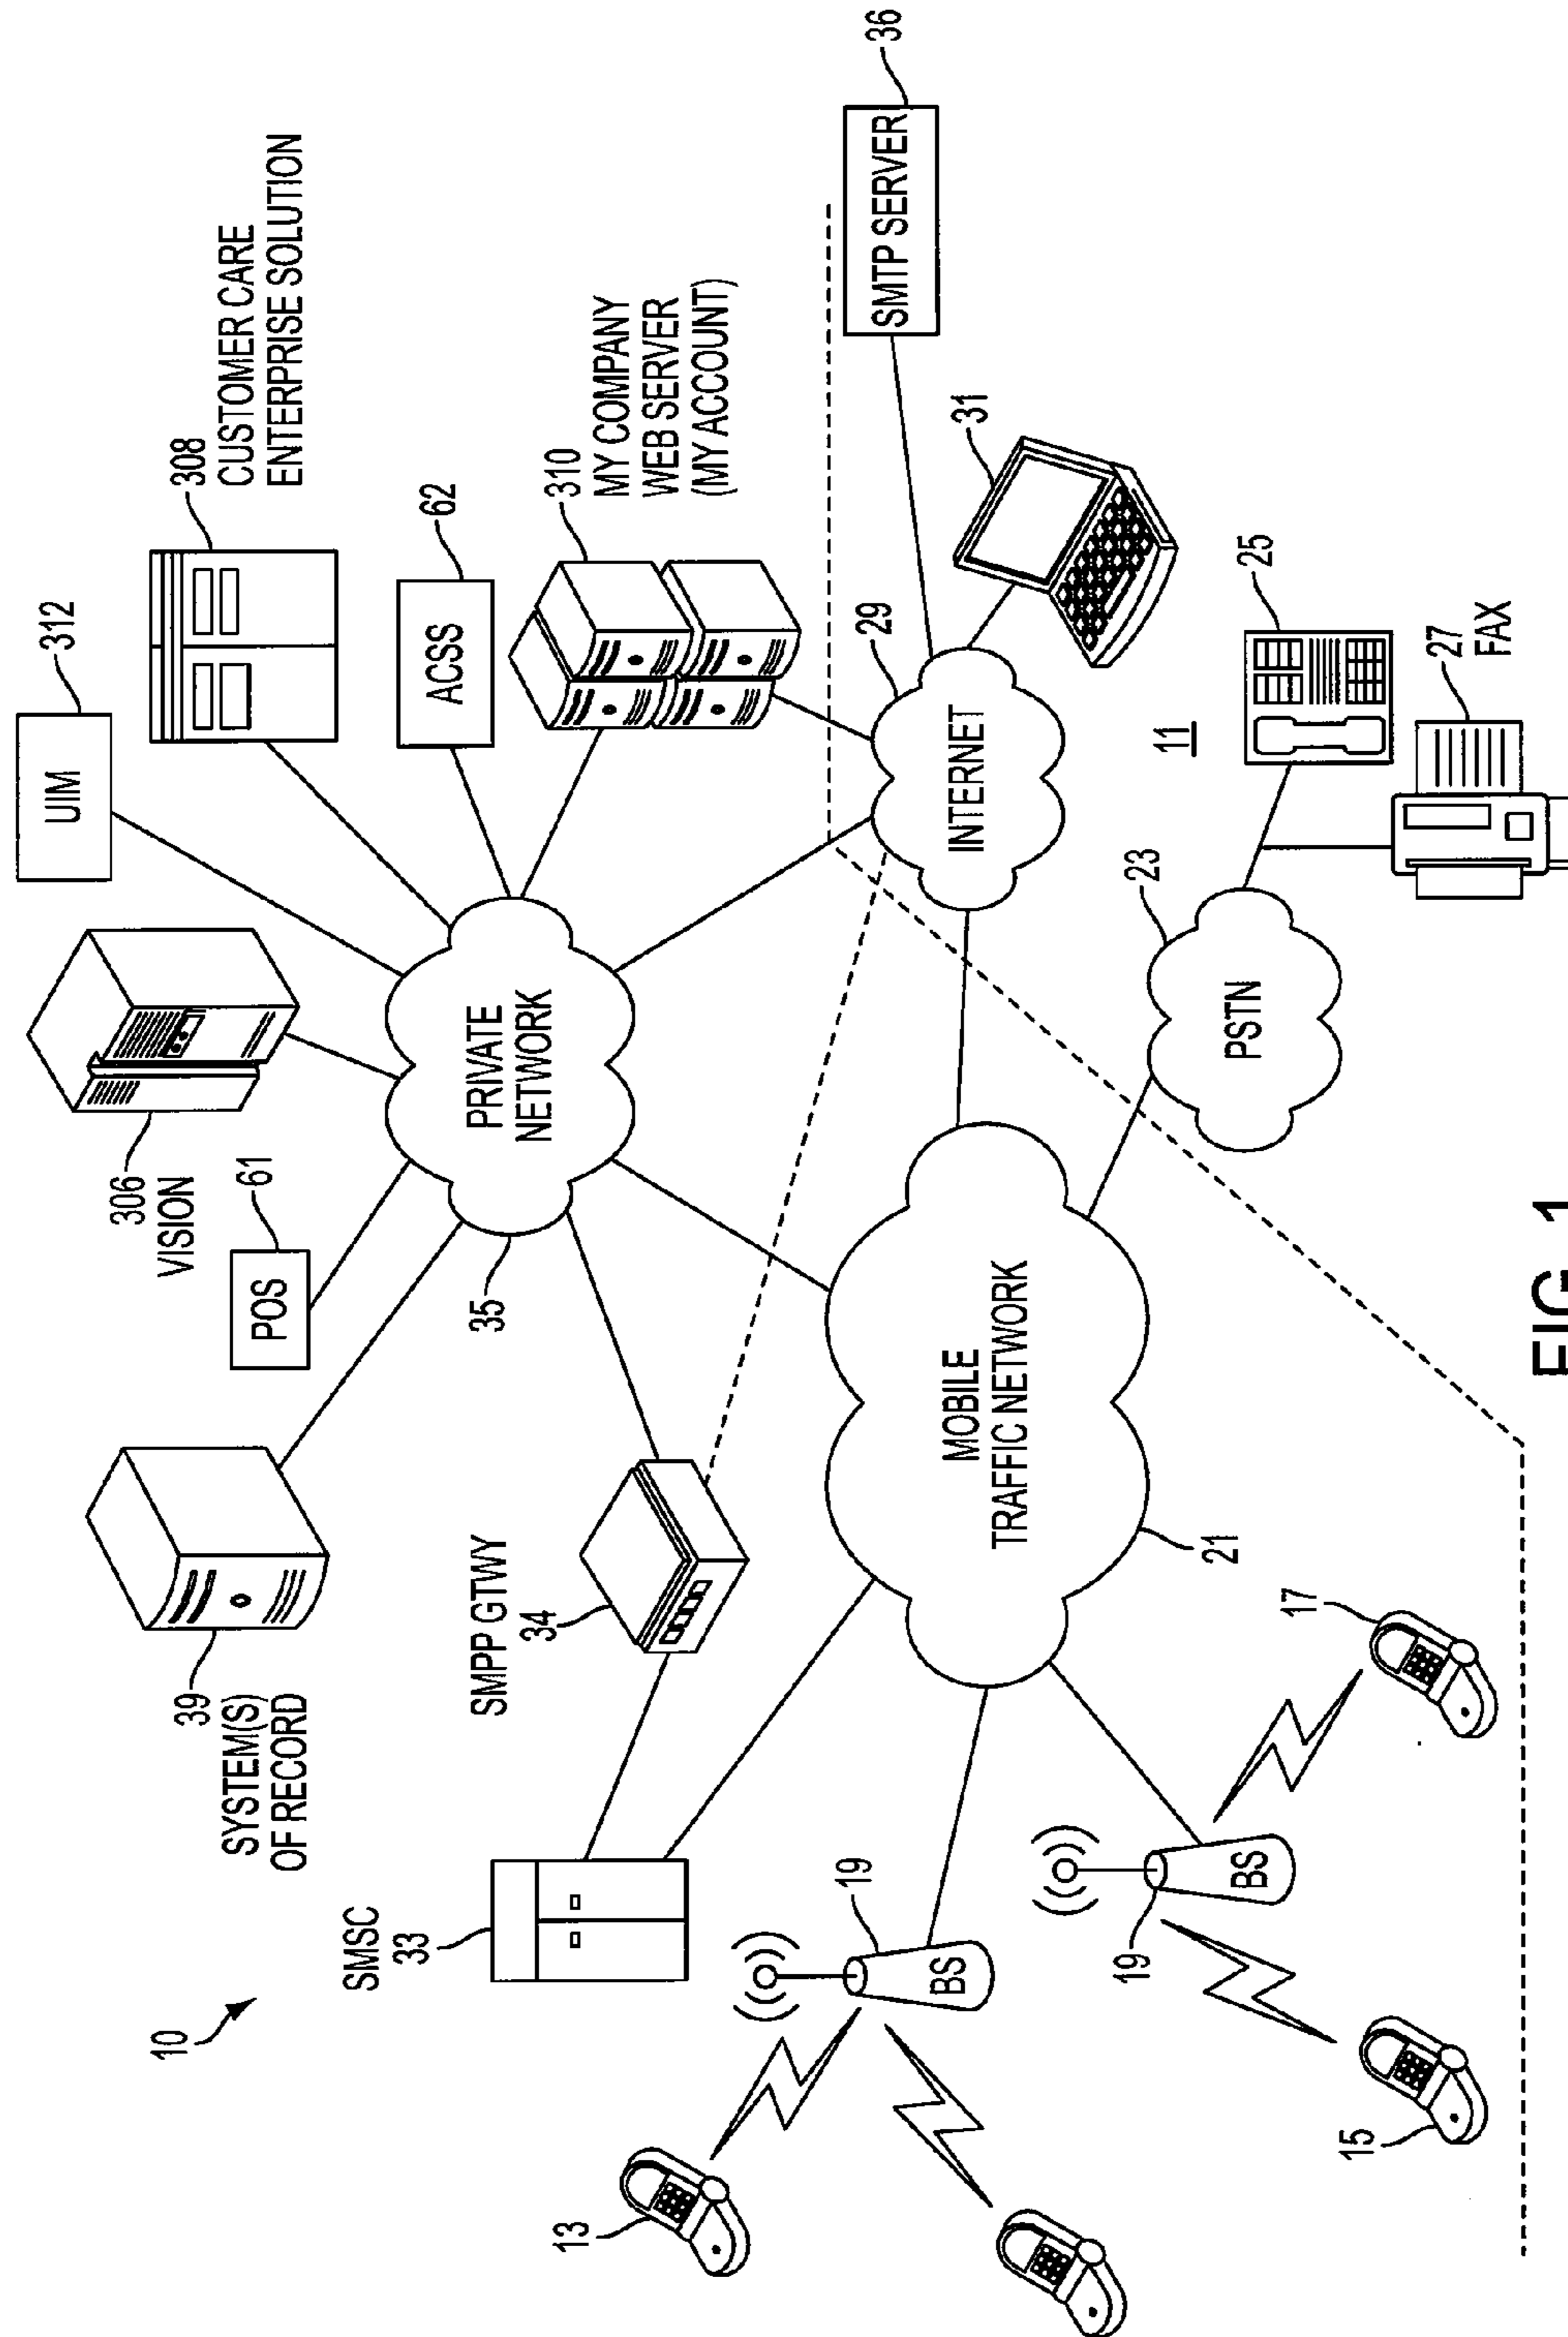 10
39
SYSTEM(S)
OF RECORD
POS
61
306
VISION
UIM
312
308
CUSTOMER CARE
ENTERPRISE SOLUTION
ACSS
62
310
MY COMPANY
WEB SERVER
(MY ACCOUNT)
PRIVATE
NETWORK
35
SMSC
33
SMPP GTWY
34
SMTP SERVER
36
31
INTERNET
29
MOBILE
TRAFFIC NETWORK
21
13
BS
19
BS
19
15
17
11
PSTN
23
25
27
FAX
FIG. 1